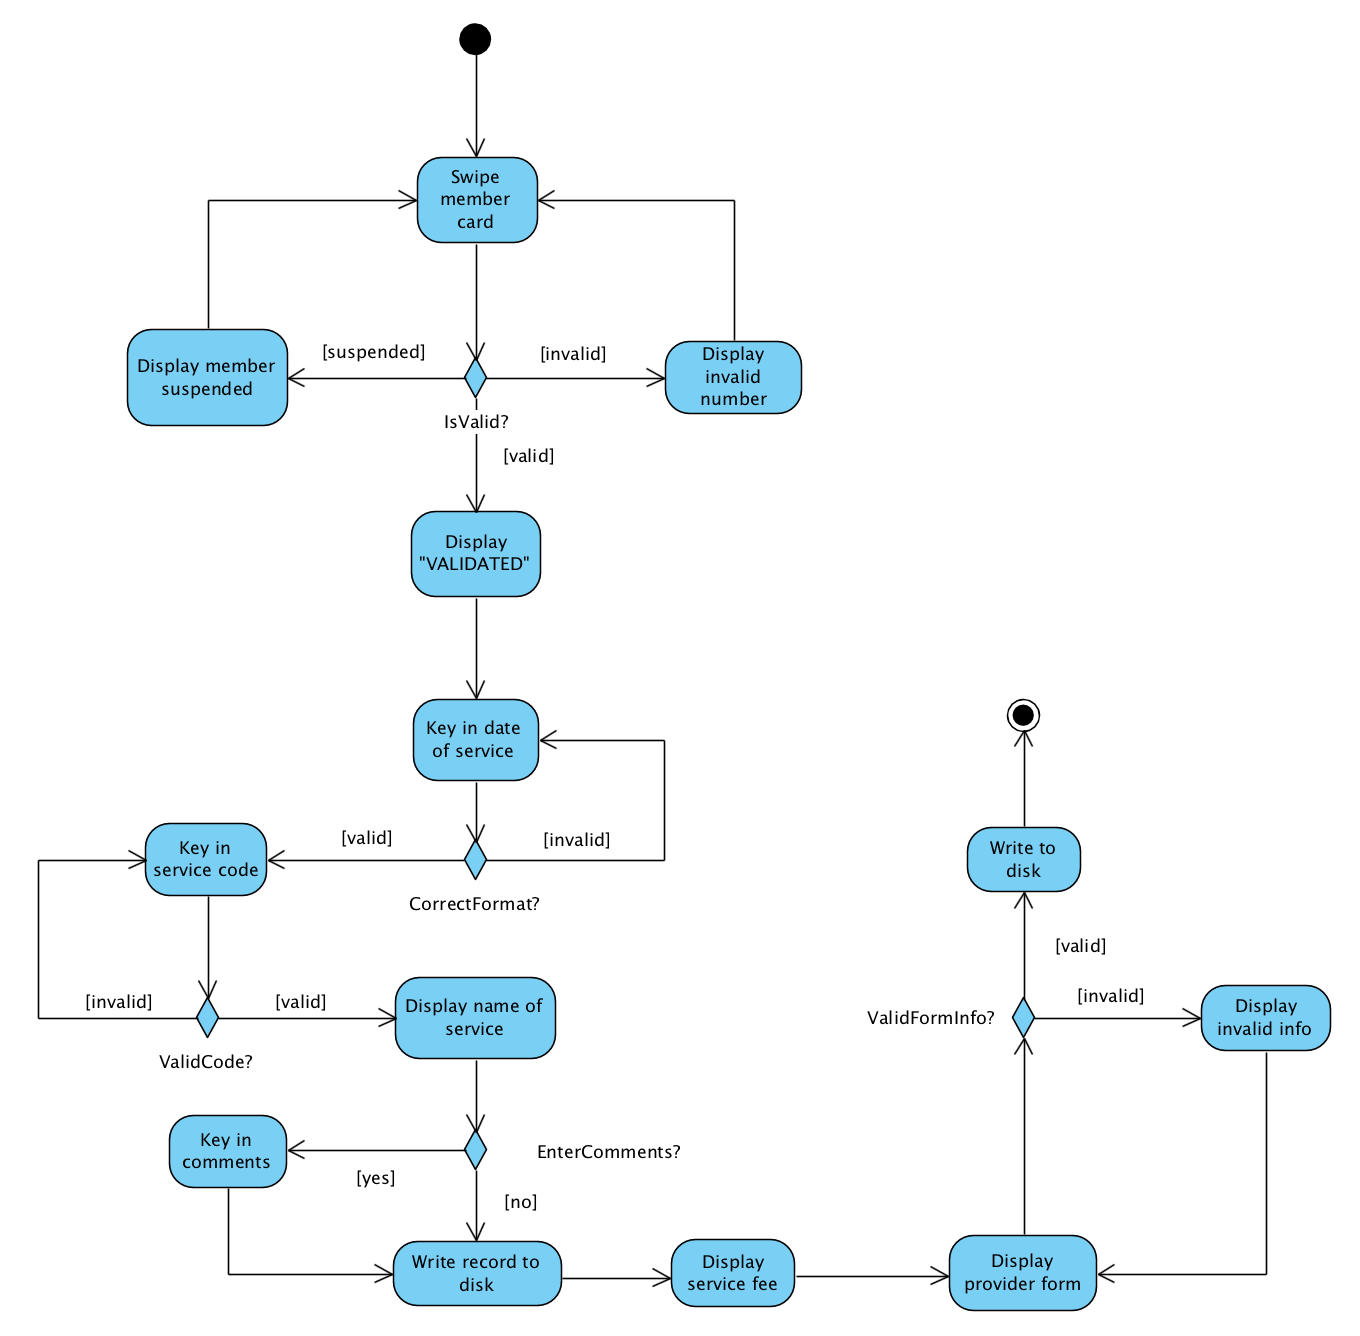 Swipe
member
card
[suspended]
[invalid]
Display member
suspended
Display
invalid
number
IsValid?
[valid]
Display
"VALIDATED"
Key in date
of service
[valid]
[invalid]
CorrectFormat?
Key in
service code
[invalid]
[valid]
ValidCode?
Display name of
service
EnterComments?
[yes]
[no]
Key in
comments
Write record to
disk
Display
service fee
Display
provider form
ValidFormInfo?
[invalid]
Display
invalid info
[valid]
Write to
disk